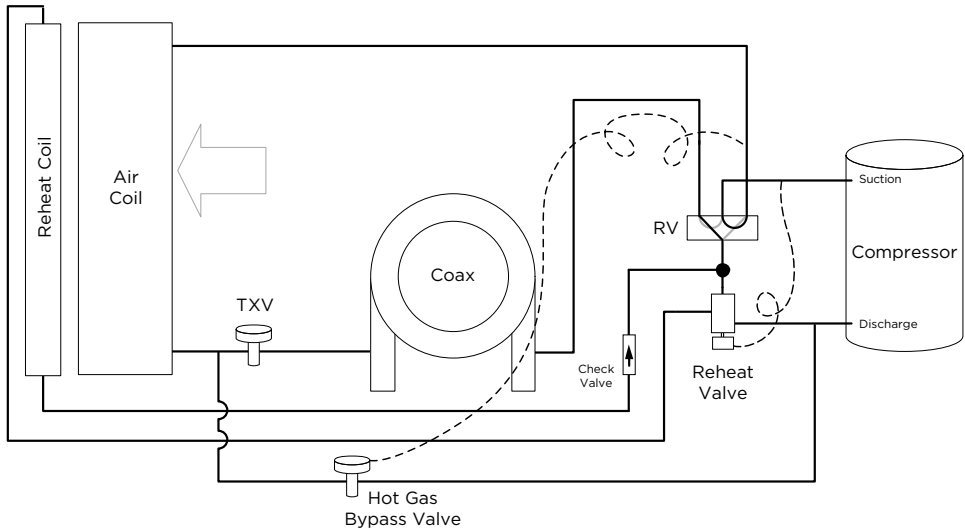 Reheat Coil
Air
Coil
TXV
Coax
RV
Suction
Compressor
Discharge
Check
Valve
Reheat
Valve
Hot Gas
Bypass Valve